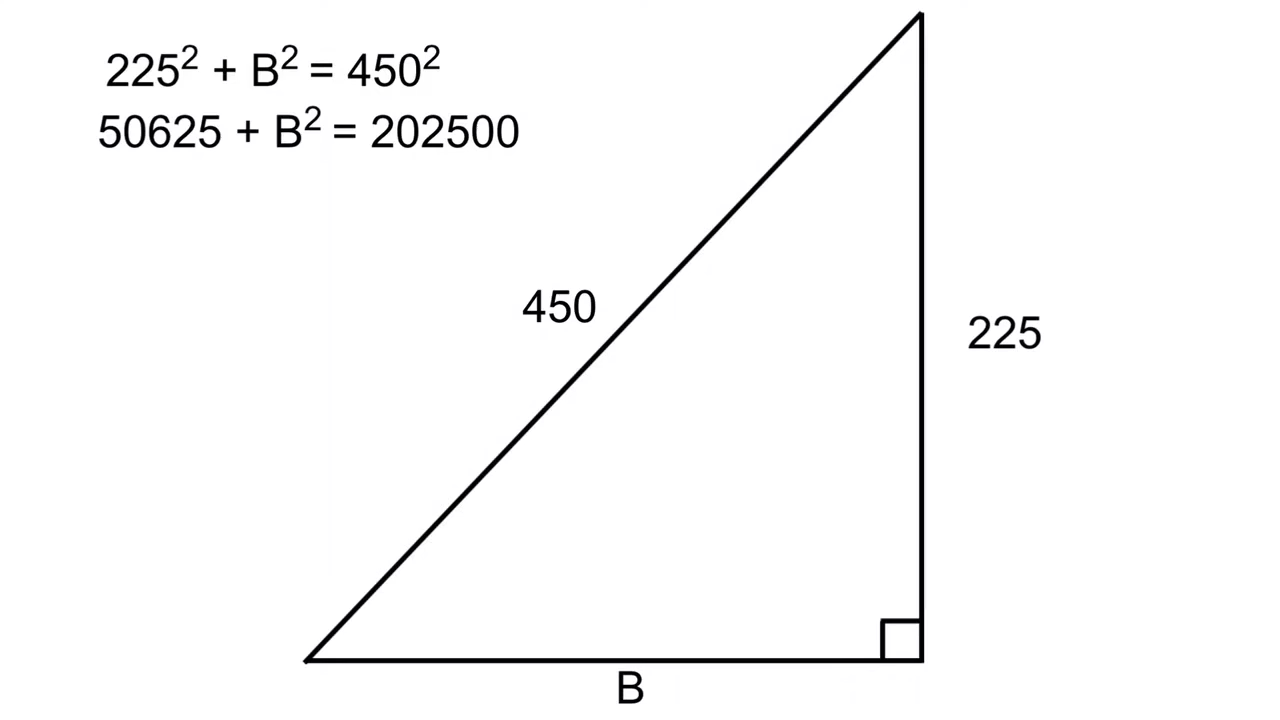 225² + B² = 450²
50625 + B² = 202500
450
225
B